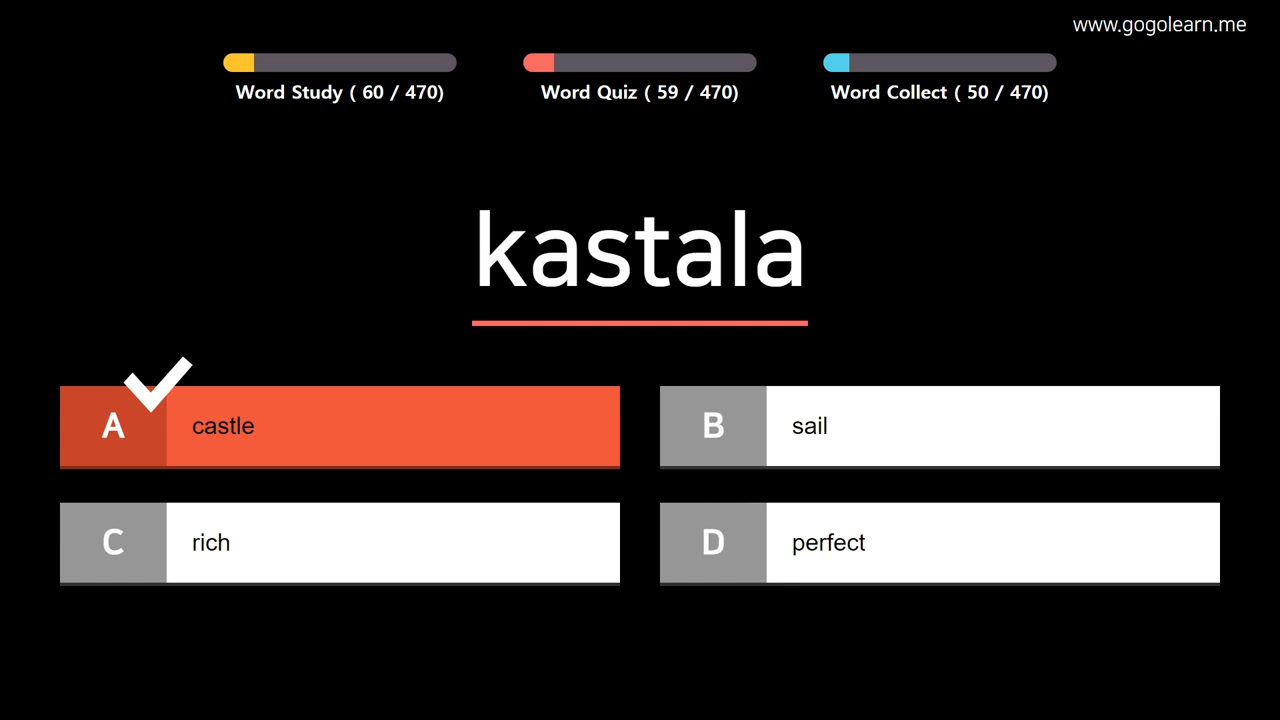 www.gogolearn.me
Word Study ( 60 / 470)
Word Quiz ( 59 / 470)
Word Collect ( 50 / 470)
kastala
A castle
B sail
C rich
D perfect